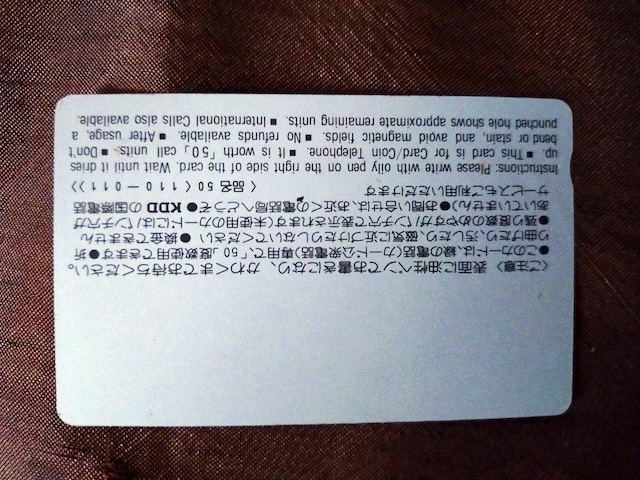 〈ご注意〉 表面に油性ペンでお書きになり、かわくまでお待ちください。
●このカードは、緑の電話(カード公衆電話)専用で、「50」度数使用できます●折
り曲げたり、汚したり、磁気に近づけたりしないでください ●換金できません
●残り度数のめやすがパンチ穴で表示されます(未使用のカードにはパンチ穴が
あいていません)●お問い合せは、お近くの電話局へどうぞ ●KDDの国際電話
サービスもご利用いただけます 〈品名50〈110－011〉〉
Instructions: Please write with oily pen on the right side of the card. Wait until it dries
up. ■ This card is for Card/Coin Telephone. ■ It is worth「50」call units. ■ Don't
bend or stain, and avoid magnetic fields. ■ No refunds available. ■ After usage, a
punched hole shows approximate remaining units. ■ International Calls also available.